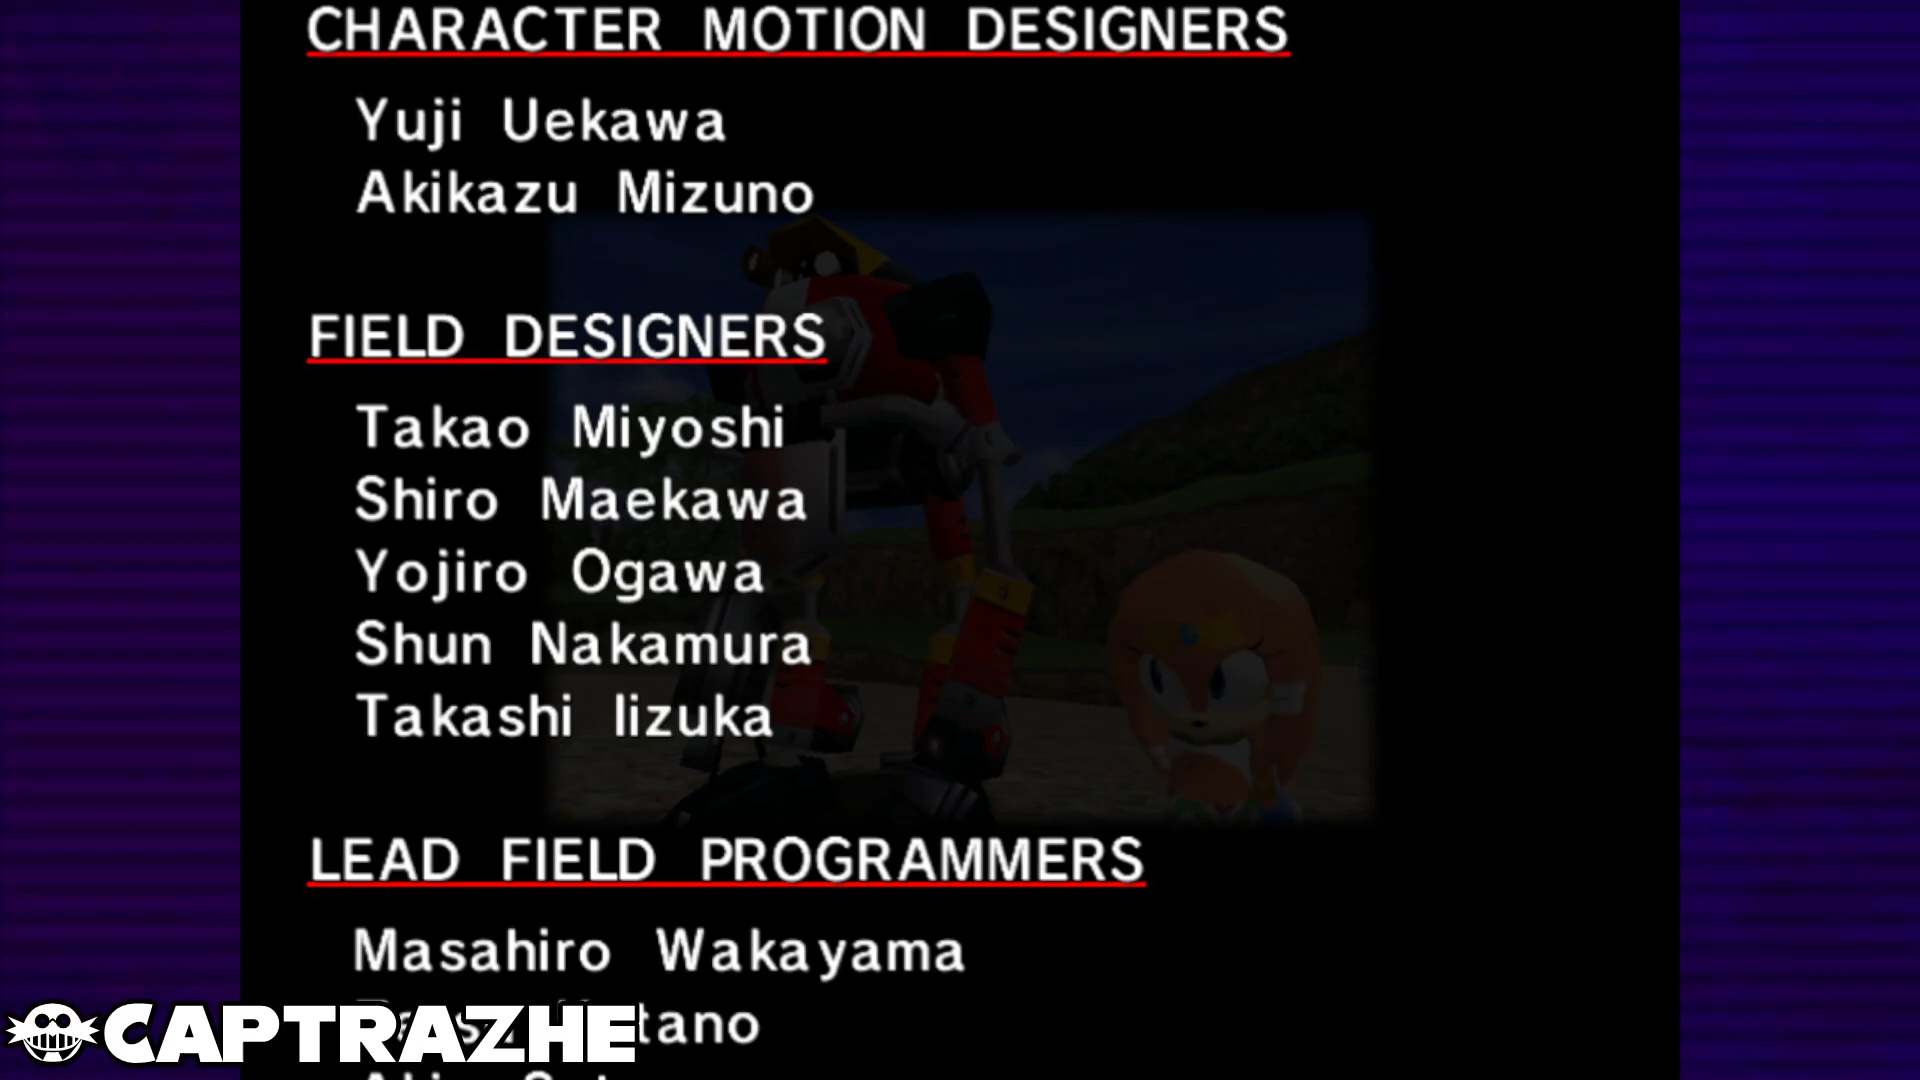 CHARACTER MOTION DESIGNERS
Yuji Uekawa
Akikazu Mizuno
FIELD DESIGNERS
Takao Miyoshi
Shiro Maekawa
Yojiro Ogawa
Shun Nakamura
Takashi Iizuka
LEAD FIELD PROGRAMMERS
Masahiro Wakayama
CAPTRAZHE